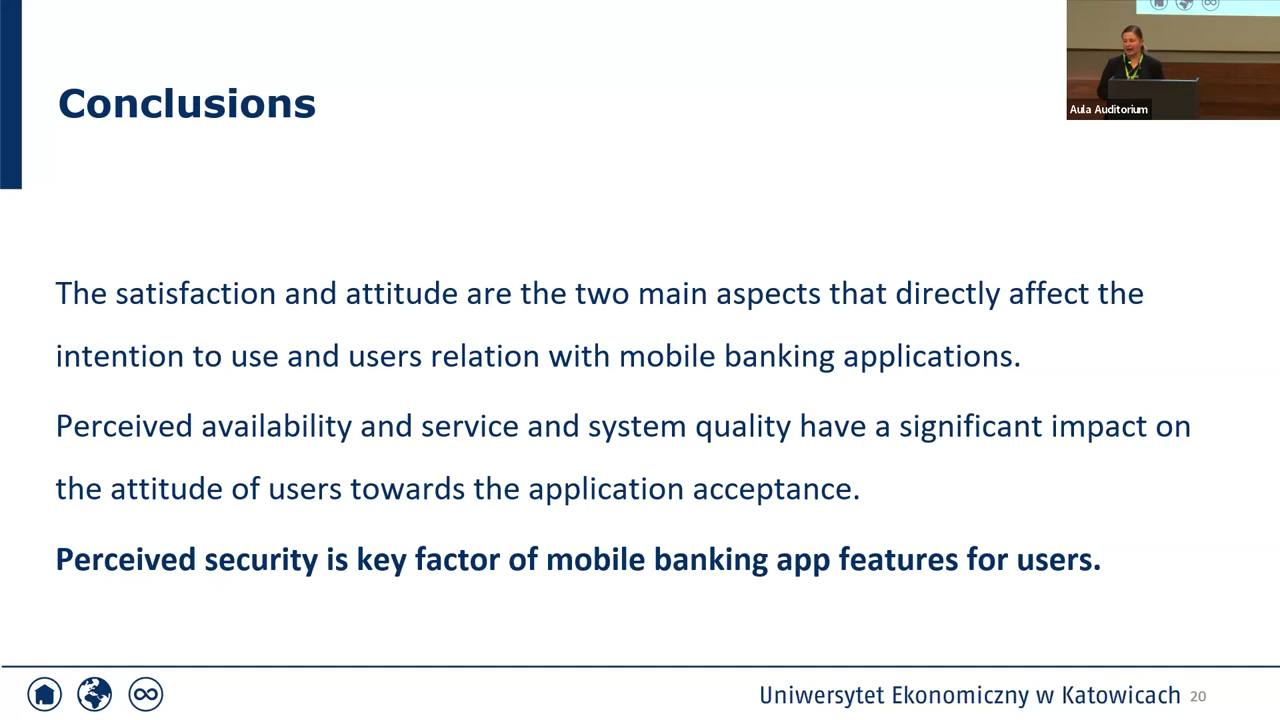 Conclusions
Aula Auditorium
The satisfaction and attitude are the two main aspects that directly affect the
intention to use and users relation with mobile banking applications.
Perceived availability and service and system quality have a significant impact on
the attitude of users towards the application acceptance.
Perceived security is key factor of mobile banking app features for users.
Uniwersytet Ekonomiczny w Katowicach 20